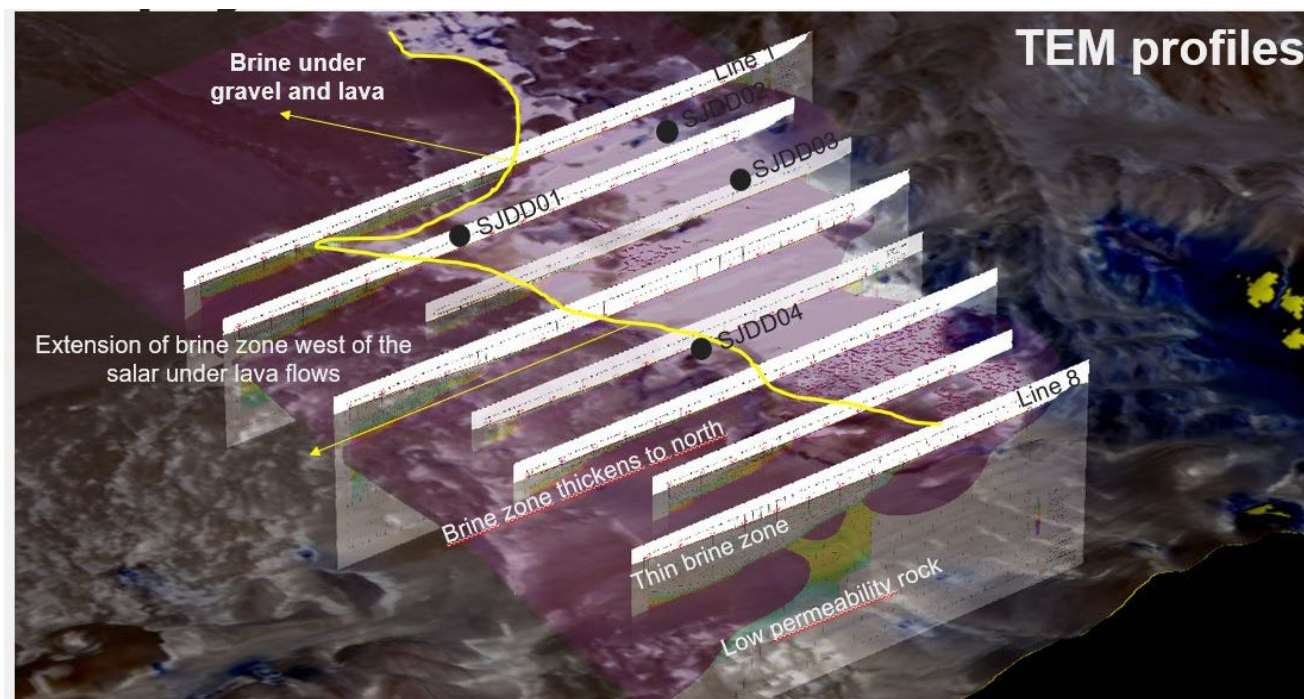 TEM profiles
Brine under
gravel and lava
Line 1
SJDD02
SJDD03
SJDD01
Extension of brine zone west of the
salar under lava flows
SJDD04
Line 8
Brine zone thickens to north
Thin brine zone
Low permeability rock